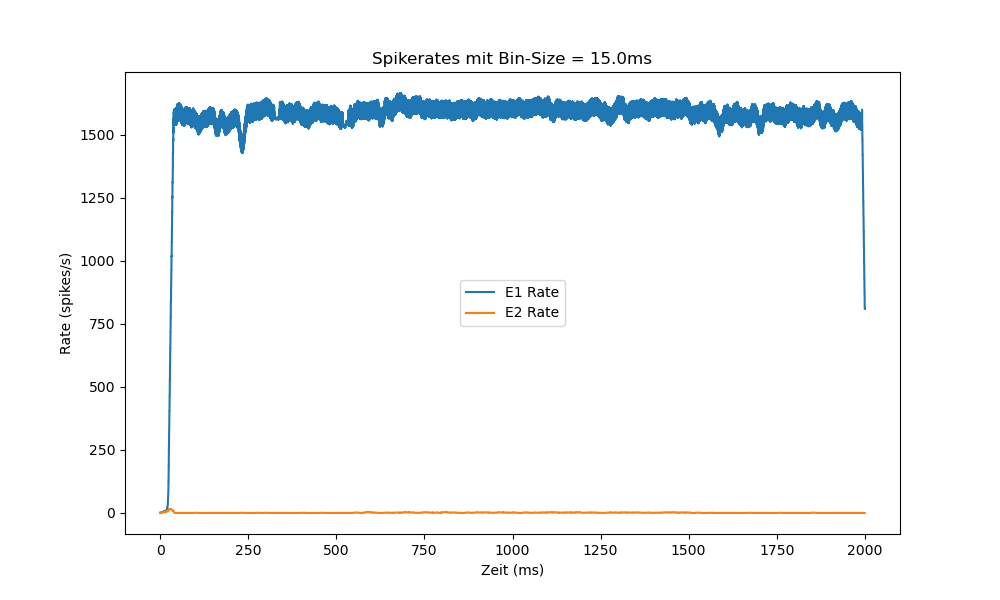 Spikerates mit Bin-Size = 15.0ms
Rate (spikes/s)
1500
1250
1000
750
500
250
0
E1 Rate
E2 Rate
0 250 500 750 1000 1250 1500 1750 2000
Zeit (ms)